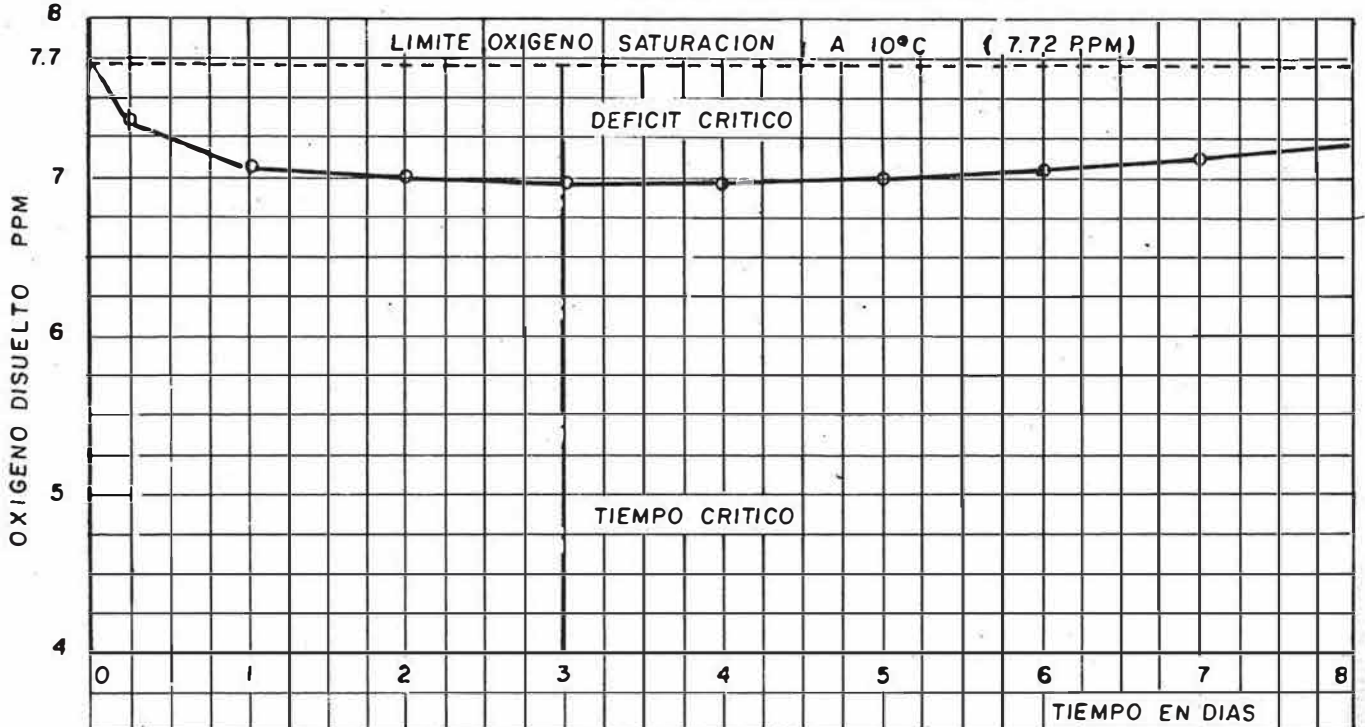 8
LIMITE OXIGENO SATURACION A 10°C (7.72 PPM)
7.7
DEFICIT CRITICO
7
OXIGENO DISUELTO PPM
6
5
TIEMPO CRITICO
4
0 1 2 3 4 5 6 7 8
TIEMPO EN DIAS